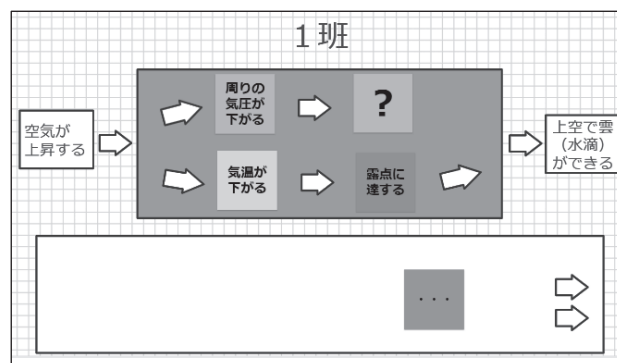 1班
空気が
上昇する
周りの
気圧が
下がる
?
気温が
下がる
露点に
達する
上空で雲
（水滴）
ができる
・・・